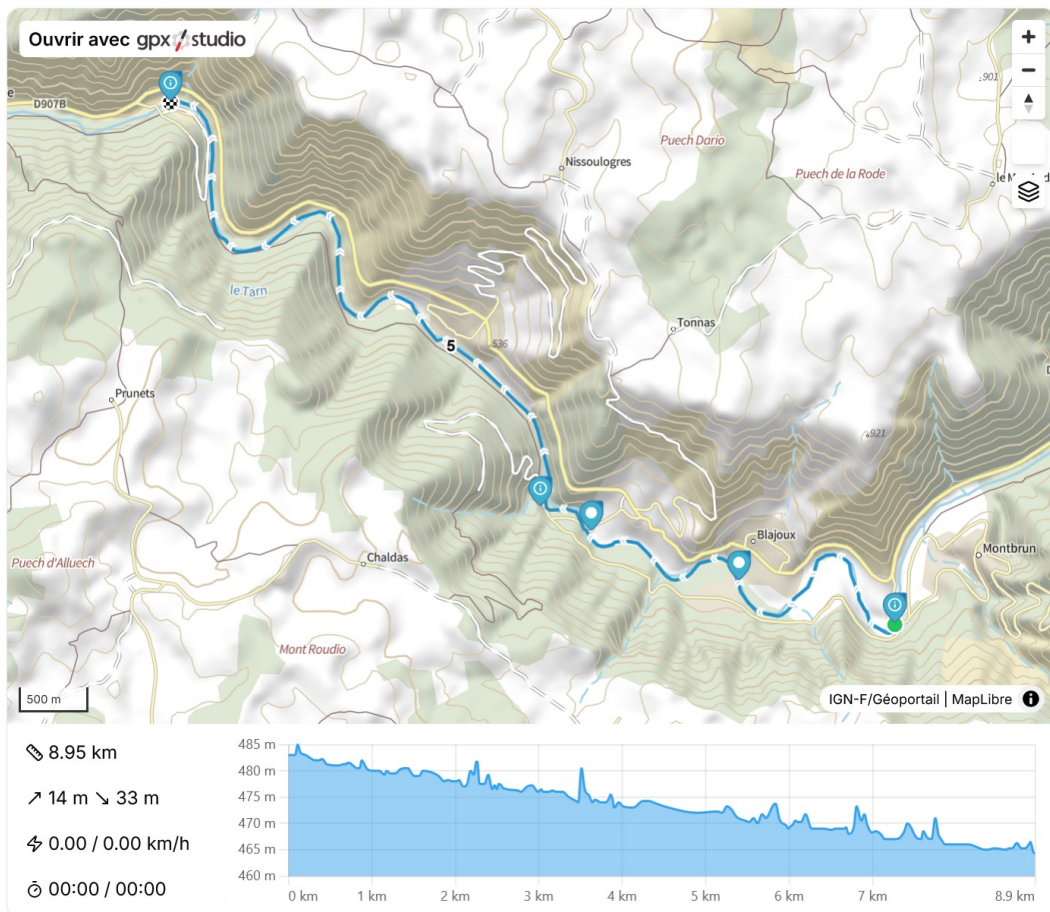 Ouvrir avec gpx studio
D907B
901
Puech Dario
Nissoulogres
Puech de la Rode
le Tarn
Tonnas
5
536
Prunets
921
Blajoux
Montbrun
Chaldas
Puech d'Alluech
Mont Roudio
500 m
IGN-F/Géoportail | MapLibre
8.95 km
14 m 33 m
0.00 / 0.00 km/h
00:00 / 00:00
485 m
480 m
475 m
470 m
465 m
460 m
0 km 1 km 2 km 3 km 4 km 5 km 6 km 7 km 8.9 km